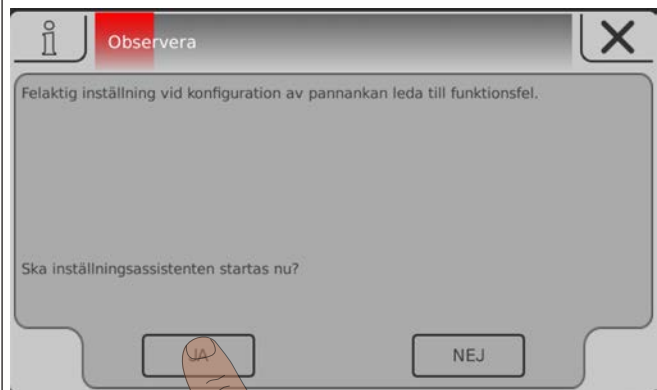 Observera
Felaktig inställning vid konfiguration av pannankan leda till funktionsfel.
Ska inställningsassistenten startas nu?
JA
NEJ